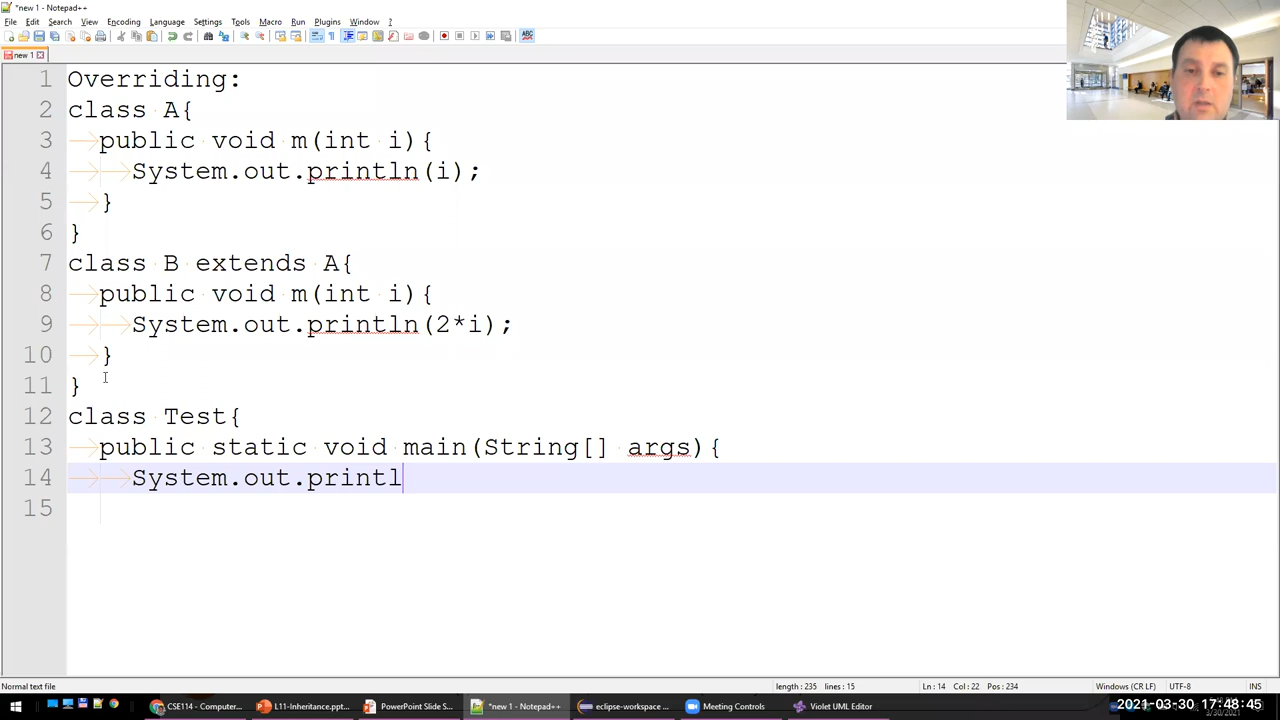 *new 1 - Notepad++
File Edit Search View Encoding Language Settings Tools Macro Run Plugins Window ?
new 1
1 Overriding:
2 class A{
3 public void m(int i){
4 System.out.println(i);
5 }
6 }
7 class B extends A{
8 public void m(int i){
9 System.out.println(2*i);
10 }
11 }
12 class Test{
13 public static void main(String[] args){
14 System.out.printl
15
Normal text file length : 235 lines : 15 Ln : 14 Col : 22 Pos : 234 Windows (CR LF) UTF-8 INS
CSE114 - Computer... L11-Inheritance.ppt... PowerPoint Slide S... *new 1 - Notepad++ eclipse-workspace ... Meeting Controls Violet UML Editor 2021-03-30 17:48:45
3/30/2021